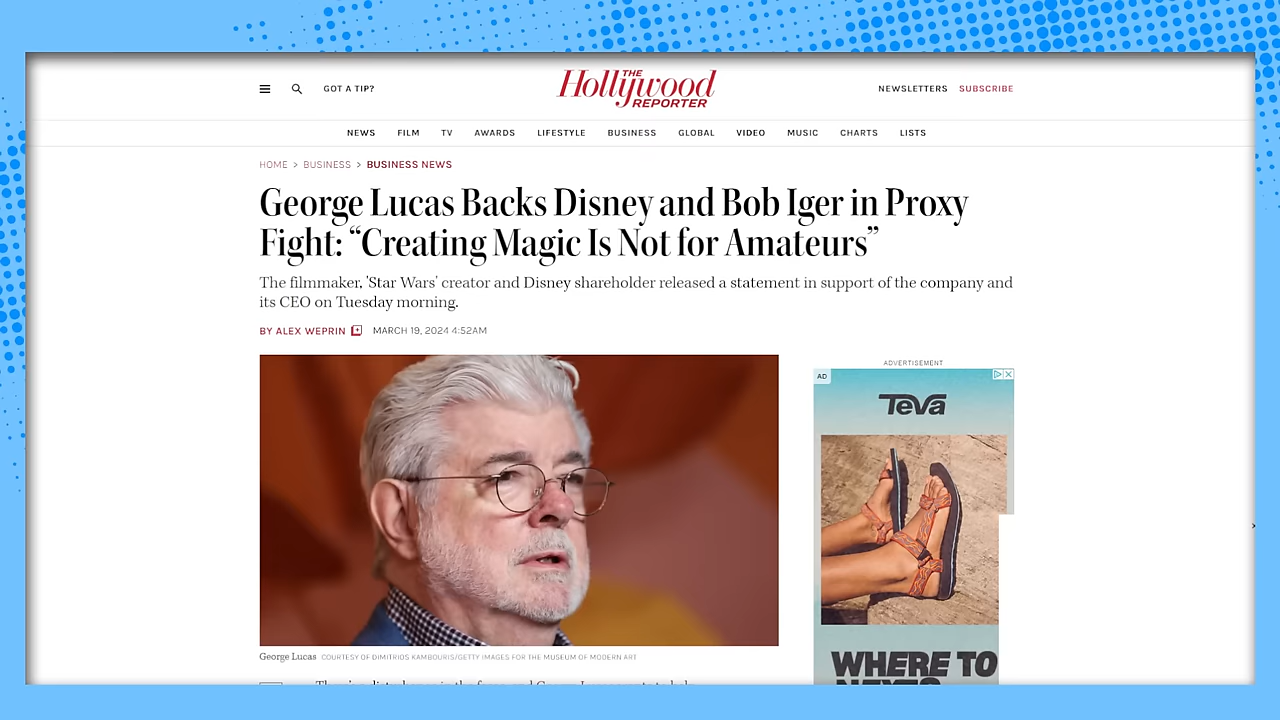 GOT A TIP?
THE
Hollywood
REPORTER
NEWSLETTERS SUBSCRIBE
NEWS FILM TV AWARDS LIFESTYLE BUSINESS GLOBAL VIDEO MUSIC CHARTS LISTS
HOME > BUSINESS > BUSINESS NEWS
George Lucas Backs Disney and Bob Iger in Proxy
Fight: “Creating Magic Is Not for Amateurs”
The filmmaker, 'Star Wars' creator and Disney shareholder released a statement in support of the company and
its CEO on Tuesday morning.
BY ALEX WEPRIN MARCH 19, 2024 4:52AM
ADVERTISEMENT
AD
Teva
WHERE TO
George Lucas COURTESY OF DIMITRIOS KAMBOURIS/GETTY IMAGES FOR THE MUSEUM OF MODERN ART